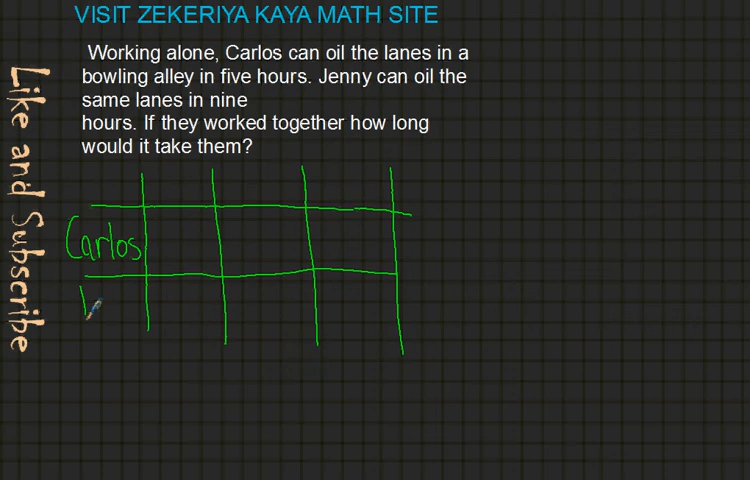 VISIT ZEKERIYA KAYA MATH SITE
Working alone, Carlos can oil the lanes in a
bowling alley in five hours. Jenny can oil the
same lanes in nine
hours. If they worked together how long
would it take them?
Like and Subscribe
Carlos